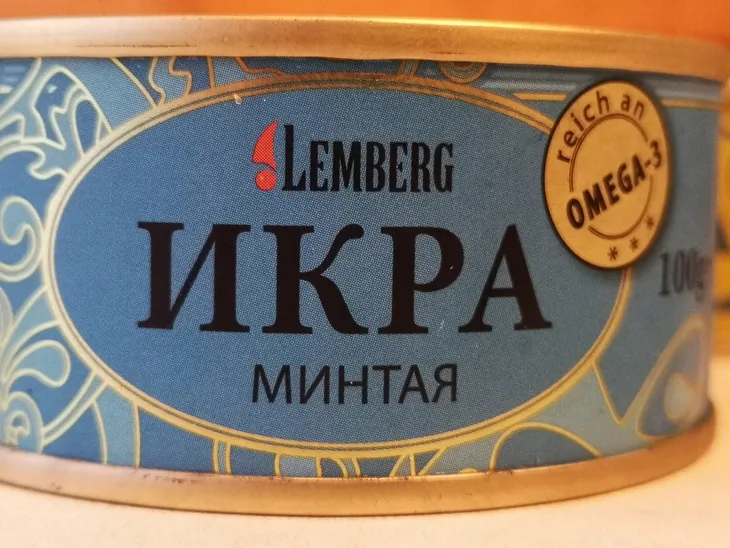 LEMBERG
ИКРА
МИНТАЯ
reich an
OMEGA-3
***
100g